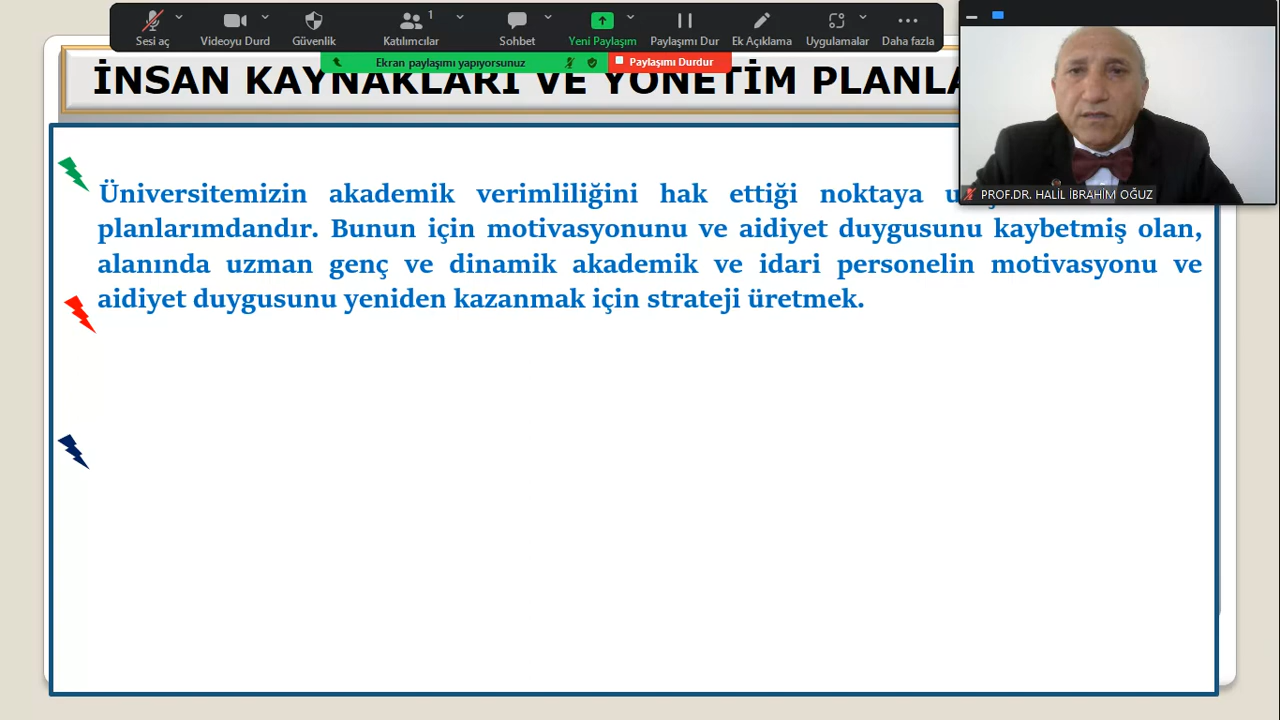 Sesi aç Videoyu Durd Güvenlik Katılımcılar 1 Sohbet Yeni Paylaşım Paylaşımı Dur Ek Açıklama Uygulamalar Daha fazla
Ekran paylaşımı yapıyorsunuz Paylaşımı Durdur
İNSAN KAYNAKLARI VE YÖNETİM
PROF.DR. HALİL İBRAHİM OĞUZ
Üniversitemizin akademik verimliliğini hak ettiği noktaya
planlarımdandır. Bunun için motivasyonunu ve aidiyet duygusunu kaybetmiş olan,
alanında uzman genç ve dinamik akademik ve idari personelin motivasyonu ve
aidiyet duygusunu yeniden kazanmak için strateji üretmek.